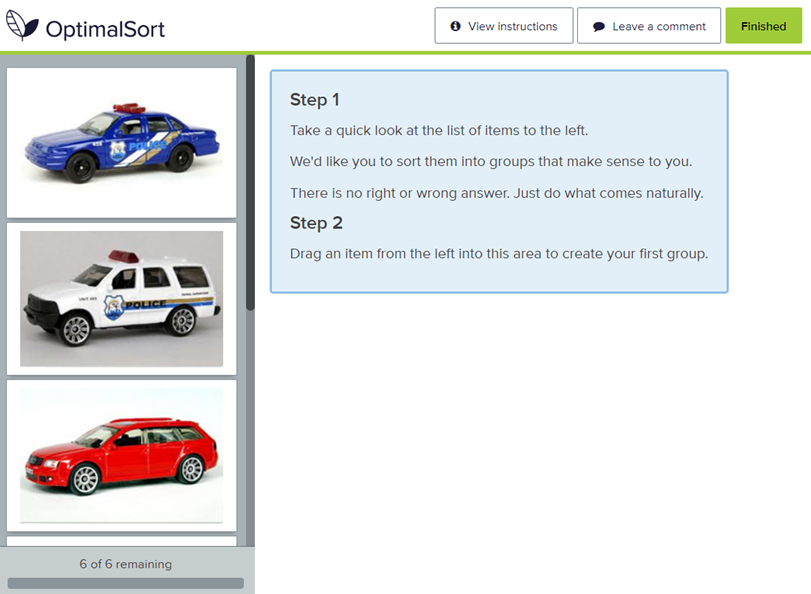 OptimalSort
View instructions
Leave a comment
Finished
Step 1
Take a quick look at the list of items to the left.
We'd like you to sort them into groups that make sense to you.
There is no right or wrong answer. Just do what comes naturally.
Step 2
Drag an item from the left into this area to create your first group.
POLICE
POLICE
6 of 6 remaining